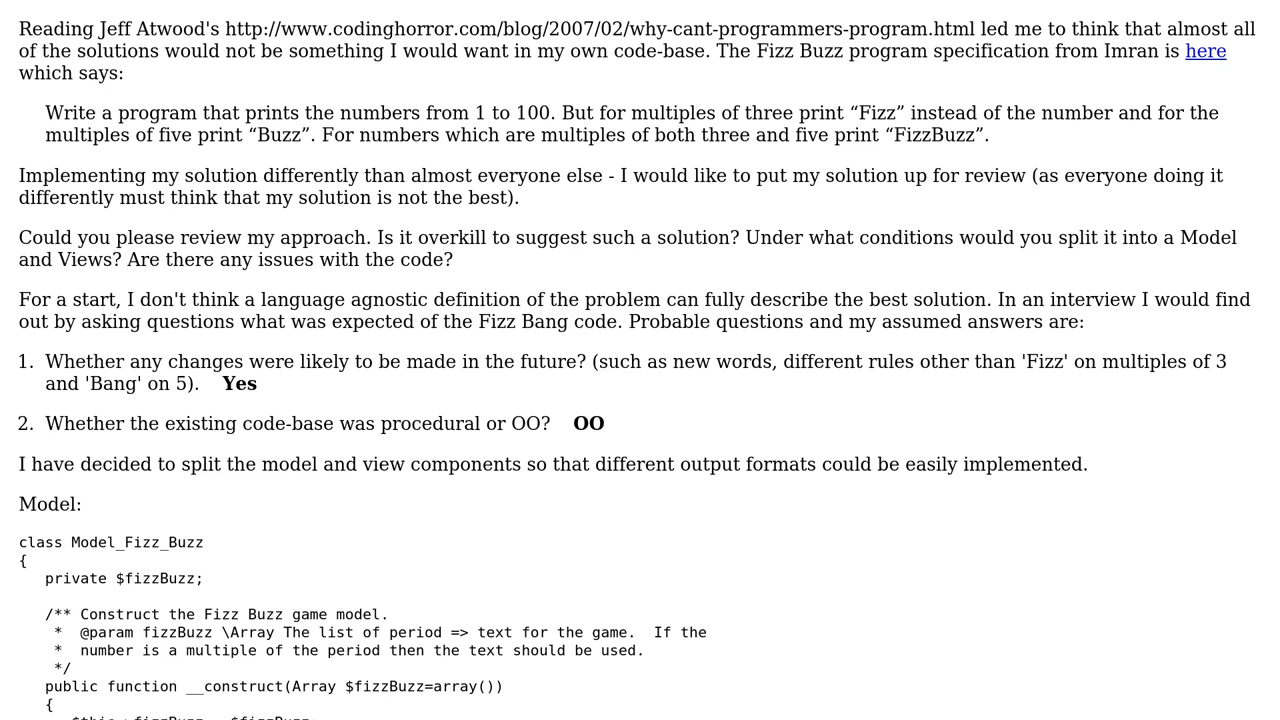 Reading Jeff Atwood's http://www.codinghorror.com/blog/2007/02/why-cant-programmers-program.html led me to think that almost all
of the solutions would not be something I would want in my own code-base. The Fizz Buzz program specification from Imran is here
which says:
Write a program that prints the numbers from 1 to 100. But for multiples of three print “Fizz” instead of the number and for the
multiples of five print “Buzz”. For numbers which are multiples of both three and five print “FizzBuzz”.
Implementing my solution differently than almost everyone else - I would like to put my solution up for review (as everyone doing it
differently must think that my solution is not the best).
Could you please review my approach. Is it overkill to suggest such a solution? Under what conditions would you split it into a Model
and Views? Are there any issues with the code?
For a start, I don't think a language agnostic definition of the problem can fully describe the best solution. In an interview I would find
out by asking questions what was expected of the Fizz Bang code. Probable questions and my assumed answers are:
1. Whether any changes were likely to be made in the future? (such as new words, different rules other than 'Fizz' on multiples of 3
and 'Bang' on 5). Yes
2. Whether the existing code-base was procedural or OO? OO
I have decided to split the model and view components so that different output formats could be easily implemented.
Model:
class Model_Fizz_Buzz
{
private $fizzBuzz;
/** Construct the Fizz Buzz game model.
* @param fizzBuzz \Array The list of period => text for the game. If the
* number is a multiple of the period then the text should be used.
*/
public function __construct(Array $fizzBuzz=array())
{